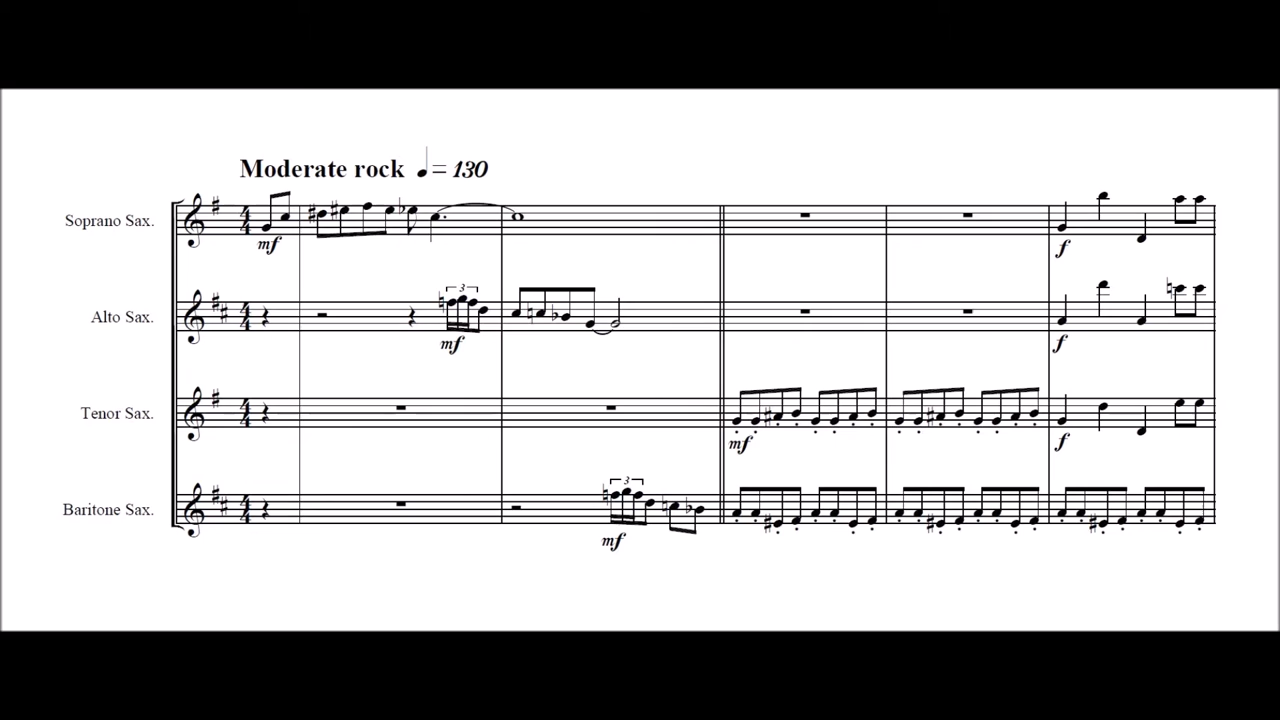 Moderate rock ♩= 130
Soprano Sax.
mf
f
3
Alto Sax.
mf
f
Tenor Sax.
mf
f
3
Baritone Sax.
mf